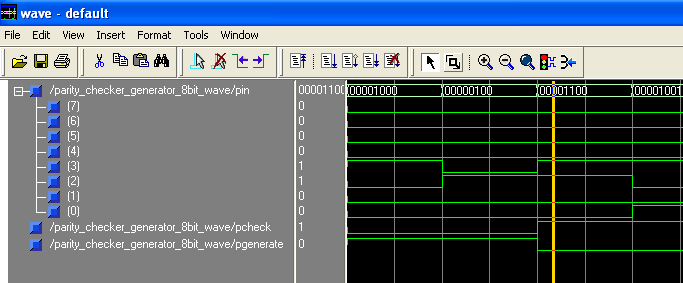 wave - default
File Edit View Insert Format Tools Window
/parity_checker_generator_8bit_wave/pin 00001100 00001000 00000100 00001100 00001001
(7) 0
(6) 0
(5) 0
(4) 0
(3) 1
(2) 1
(1) 0
(0) 0
/parity_checker_generator_8bit_wave/pcheck 1
/parity_checker_generator_8bit_wave/pgenerate 0